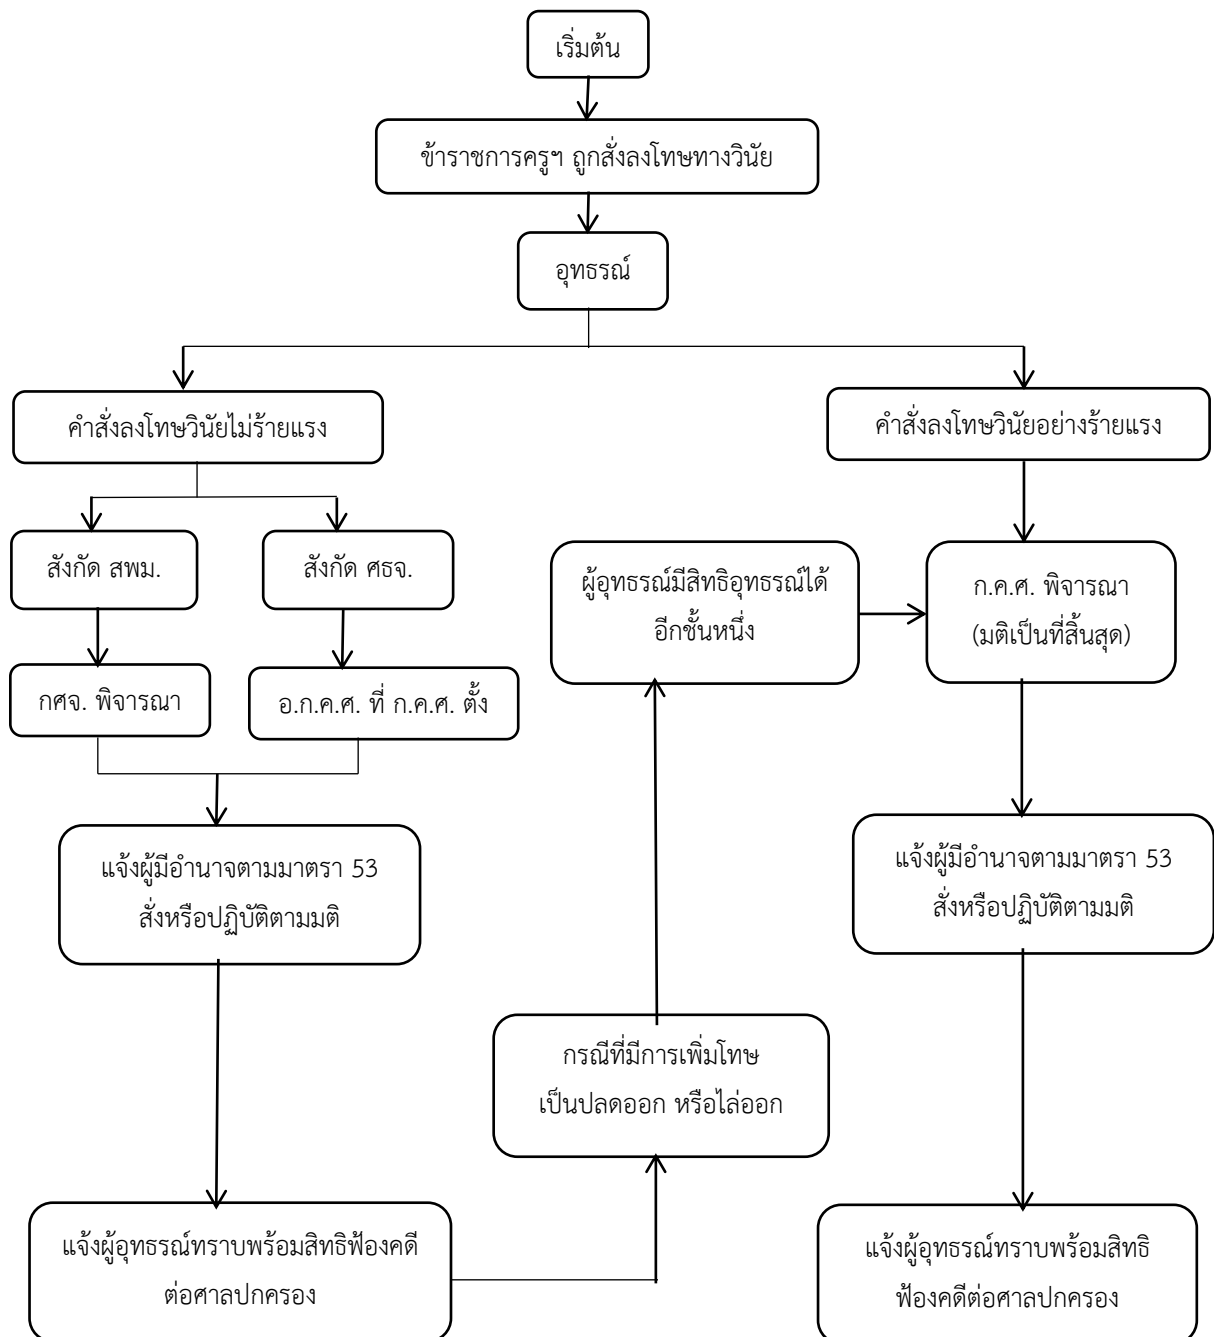 เริ่มต้น
ข้าราชการครูฯ ถูกสั่งลงโทษทางวินัย
อุทธรณ์
คำสั่งลงโทษวินัยไม่ร้ายแรง
คำสั่งลงโทษวินัยอย่างร้ายแรง
สังกัด สพม.
สังกัด ศธจ.
ผู้อุทธรณ์มีสิทธิอุทธรณ์ได้
อีกชั้นหนึ่ง
ก.ค.ศ. พิจารณา
(มติเป็นที่สิ้นสุด)
กศจ. พิจารณา
อ.ก.ค.ศ. ที่ ก.ค.ศ. ตั้ง
แจ้งผู้มีอำนาจตามมาตรา 53
สั่งหรือปฏิบัติตามมติ
แจ้งผู้มีอำนาจตามมาตรา 53
สั่งหรือปฏิบัติตามมติ
กรณีที่มีการเพิ่มโทษ
เป็นปลดออก หรือไล่ออก
แจ้งผู้อุทธรณ์ทราบพร้อมสิทธิฟ้องคดี
ต่อศาลปกครอง
แจ้งผู้อุทธรณ์ทราบพร้อมสิทธิ
ฟ้องคดีต่อศาลปกครอง